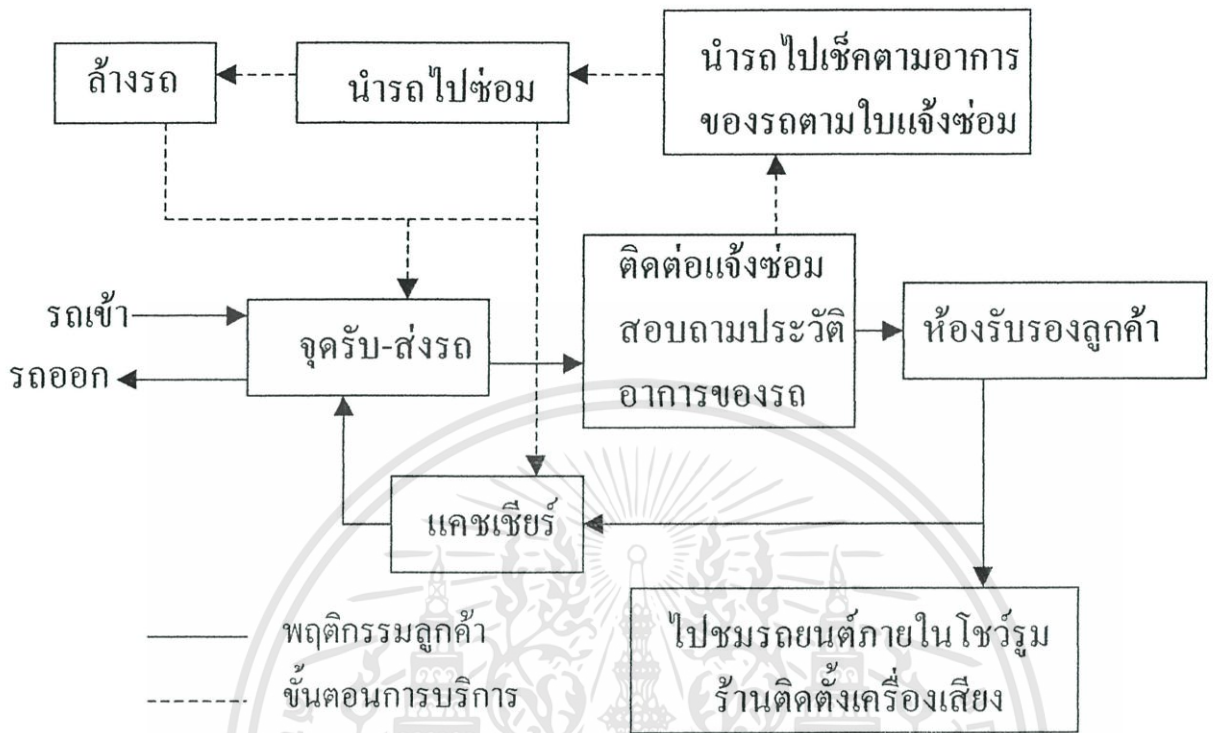 ล้างรถ
นำรถไปซ่อม
นำรถไปเช็คตามอาการ
ของรถตามใบแจ้งซ่อม
รถเข้า
รถออก
จุดรับ-ส่งรถ
ติดต่อแจ้งซ่อม
สอบถามประวัติ
อาการของรถ
ห้องรับรองลูกค้า
แคชเชียร์
พฤติกรรมลูกค้า
ขั้นตอนการบริการ
ไปชมรถยนต์ภายในโชว์รูม
ร้านติดตั้งเครื่องเสียง